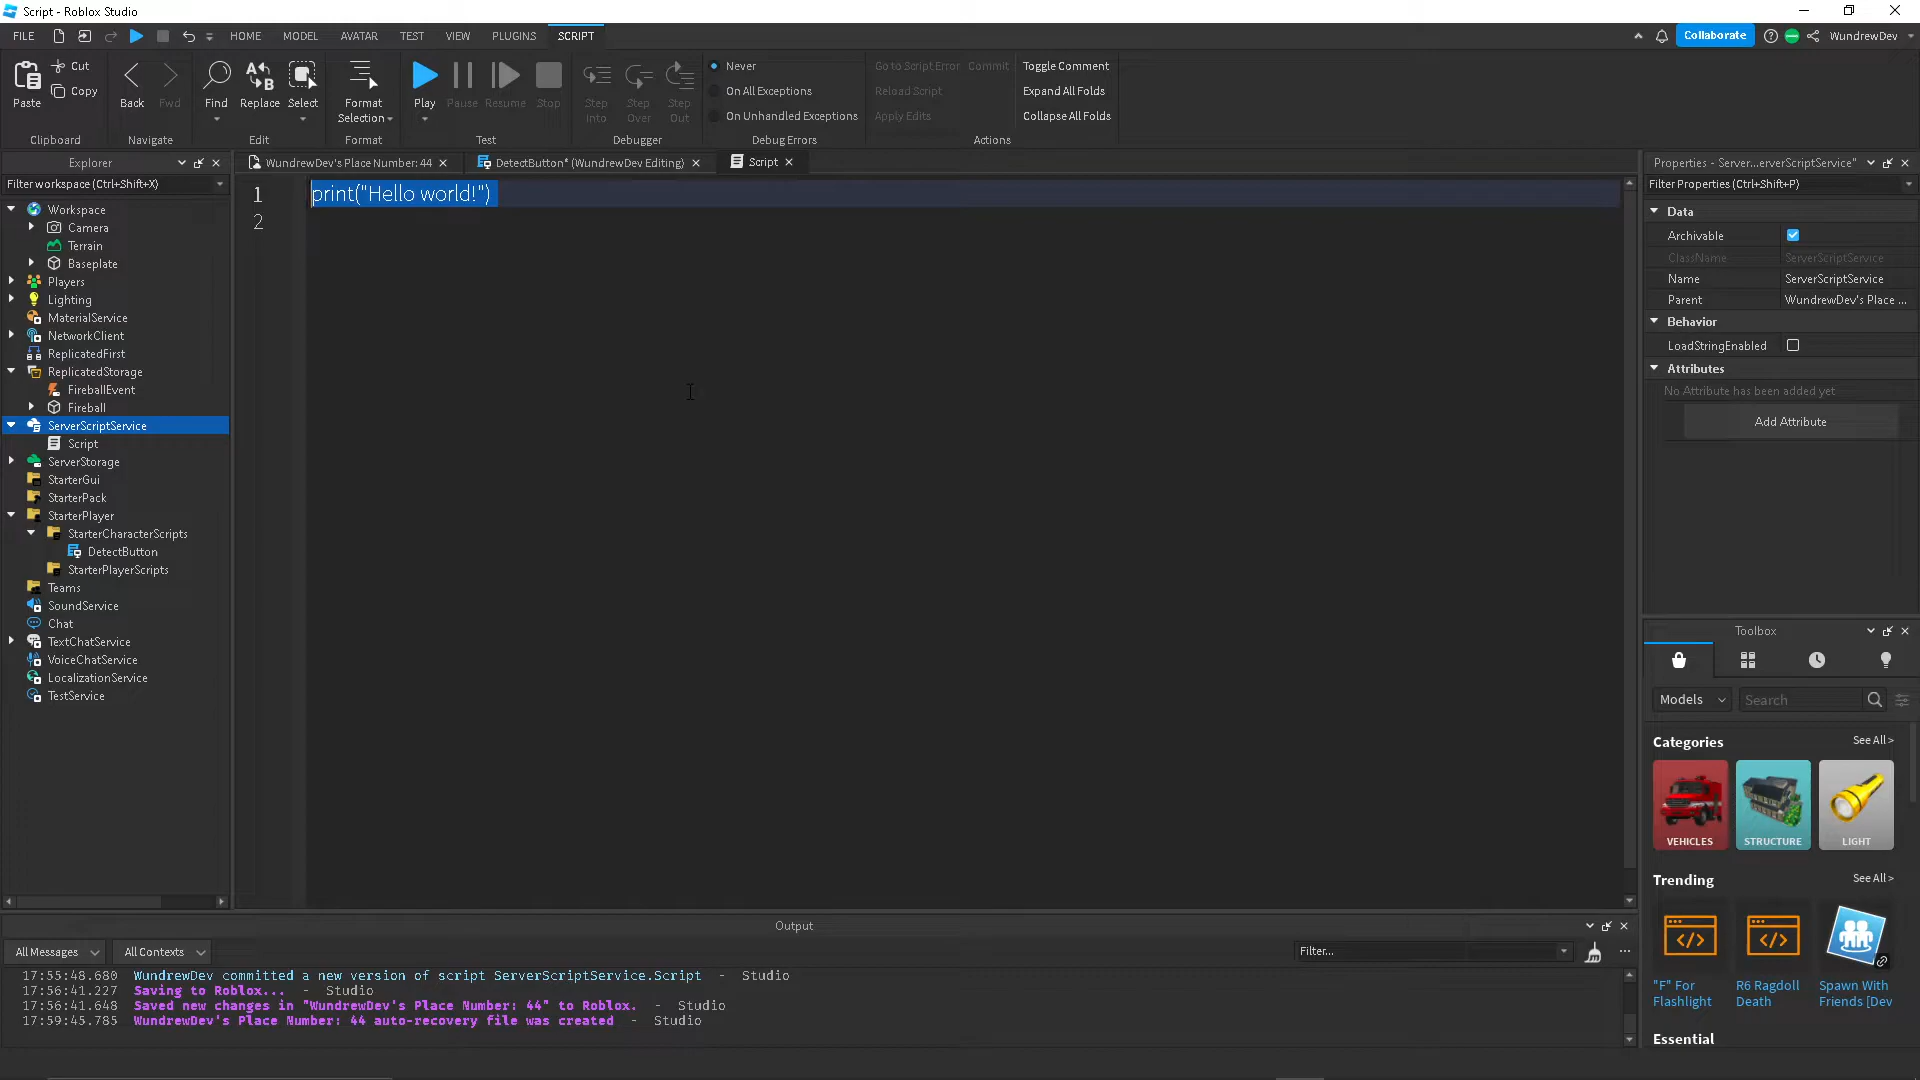 Script - Roblox Studio
FILE HOME MODEL AVATAR TEST VIEW PLUGINS SCRIPT Collaborate WundrewDev
Paste Cut Copy Clipboard
Back Fwd Navigate
Find Replace Select Edit
Format Selection Format
Play Pause Resume Stop Test
Step Into Step Over Step Out Debugger
Never
On All Exceptions
On Unhandled Exceptions
Debug Errors
Go to Script Error Commit
Reload Script
Apply Edits
Toggle Comment
Expand All Folds
Collapse All Folds
Actions
Explorer
Filter workspace (Ctrl+Shift+X)
Workspace
Camera
Terrain
Baseplate
Players
Lighting
MaterialService
NetworkClient
ReplicatedFirst
ReplicatedStorage
FireballEvent
Fireball
ServerScriptService
Script
ServerStorage
StarterGui
StarterPack
StarterPlayer
StarterCharacterScripts
DetectButton
StarterPlayerScripts
Teams
SoundService
Chat
TextChatService
VoiceChatService
LocalizationService
TestService
WundrewDev's Place Number: 44 DetectButton* (WundrewDev Editing) Script
1 print("Hello world!")
2
Properties - Server...erverScriptService"
Filter Properties (Ctrl+Shift+P)
Data
Archivable
ClassName ServerScriptService
Name ServerScriptService
Parent WundrewDev's Place ...
Behavior
LoadStringEnabled
Attributes
No Attribute has been added yet
Add Attribute
Toolbox
Models Search
Categories See All >
VEHICLES STRUCTURE LIGHT
Trending See All >
"F" For Flashlight
R6 Ragdoll Death
Spawn With Friends [Dev
Essential
Output
All Messages All Contexts Filter...
17:55:48.680 WundrewDev committed a new version of script ServerScriptService.Script - Studio
17:56:41.227 Saving to Roblox... - Studio
17:56:41.648 Saved new changes in "WundrewDev's Place Number: 44" to Roblox. - Studio
17:59:45.785 WundrewDev's Place Number: 44 auto-recovery file was created - Studio